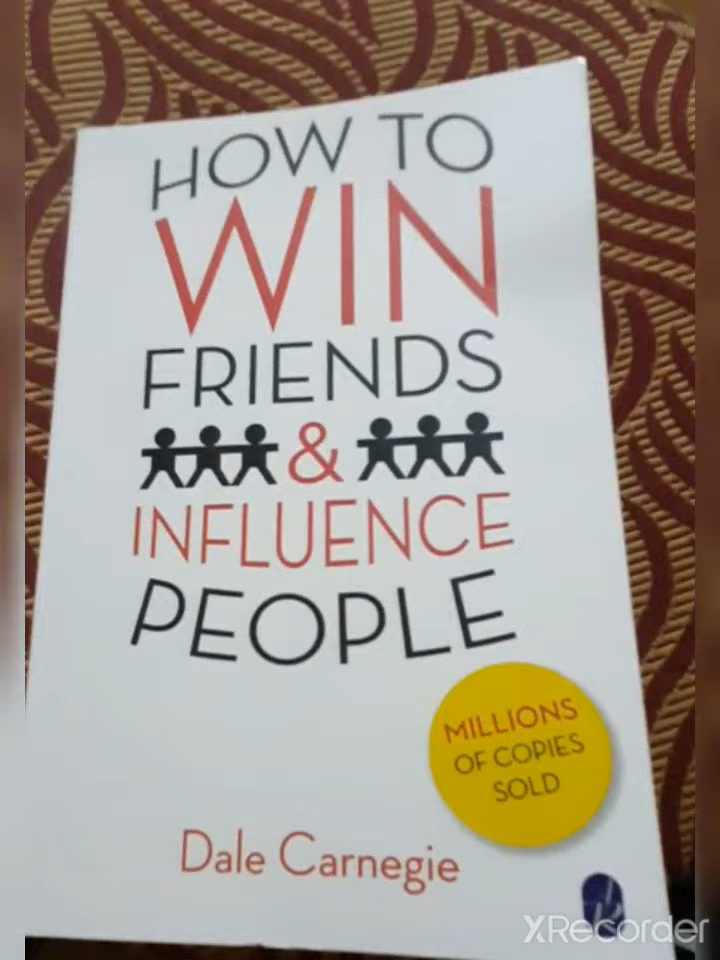 HOW TO
WIN
FRIENDS
&
INFLUENCE
PEOPLE
MILLIONS
OF COPIES
SOLD
Dale Carnegie
XRecorder